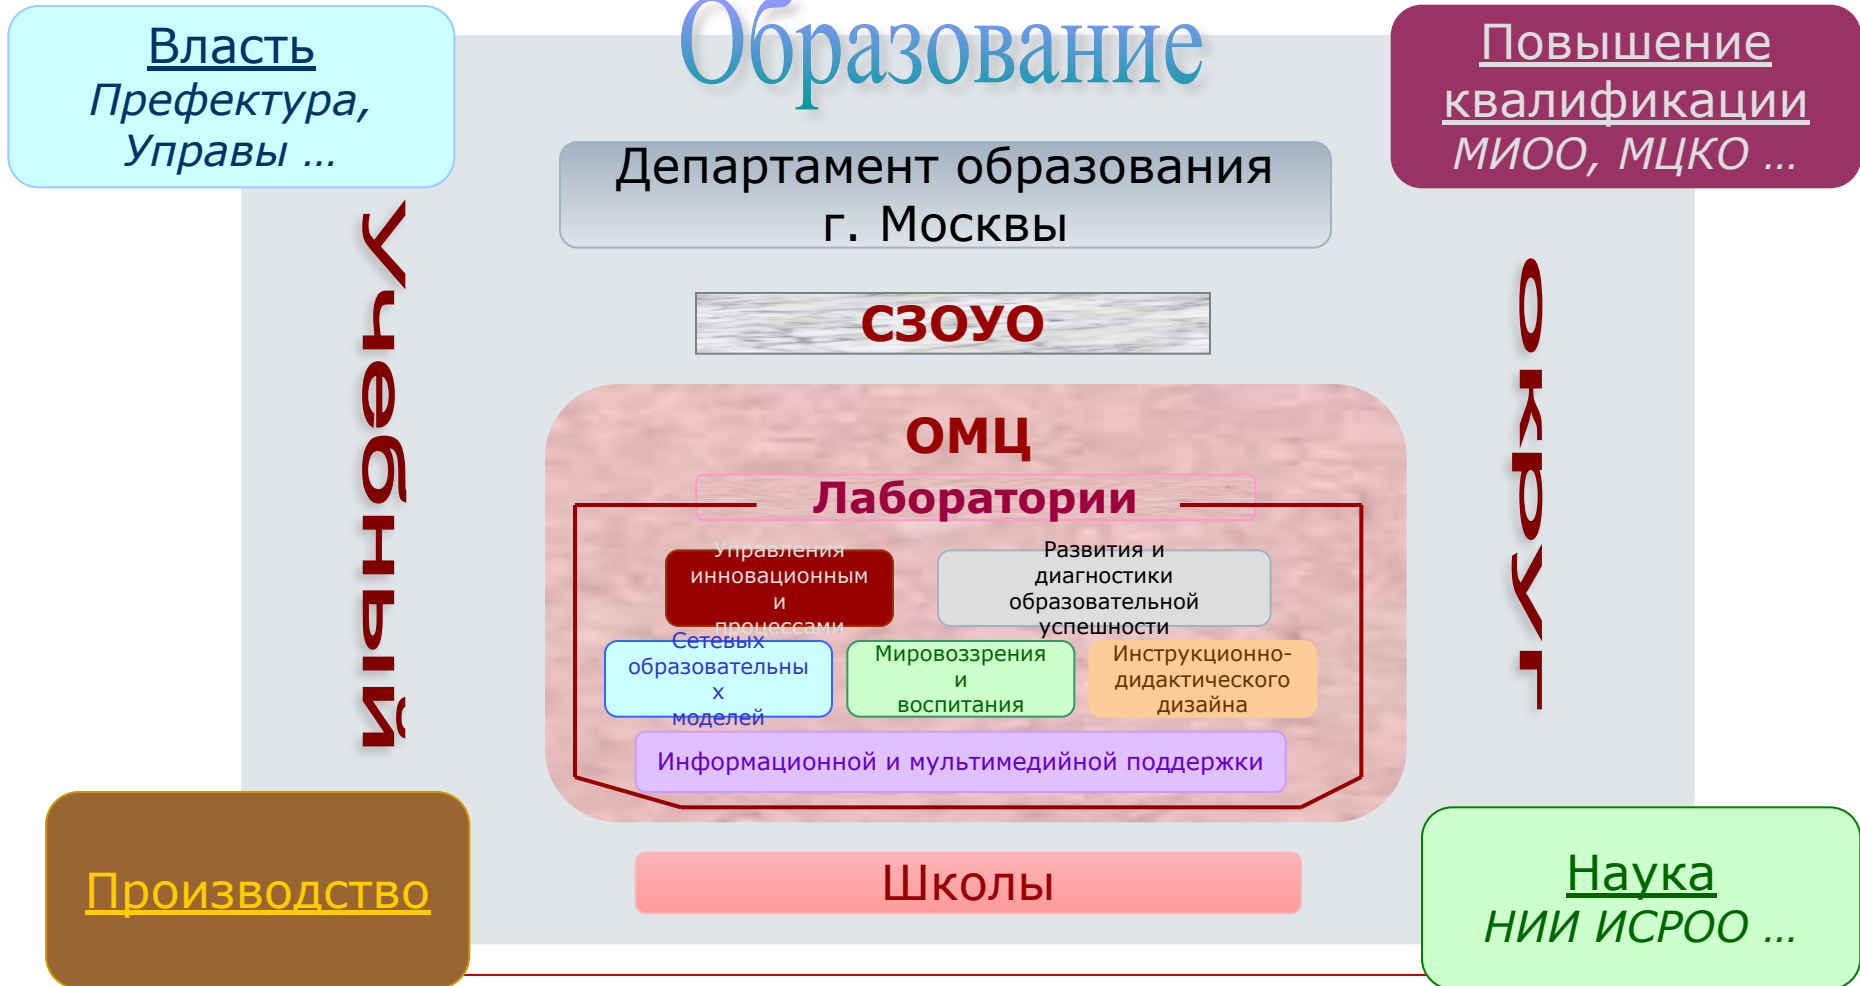 Образование
Власть
Префектура,
Управы ...
Повышение
квалификации
МИОО, МЦКО ...
Департамент образования
г. Москвы
Учебный
округ
СЗОУО
ОМЦ
Лаборатории
Управления
инновационным
и
процессами
Развития и
диагностики
образовательной
успешности
Сетевых
образовательны
х
моделей
Мировоззрения
и
воспитания
Инструкционно-
дидактического
дизайна
Информационной и мультимедийной поддержки
Школы
Производство
Наука
НИИ ИСРОО ...